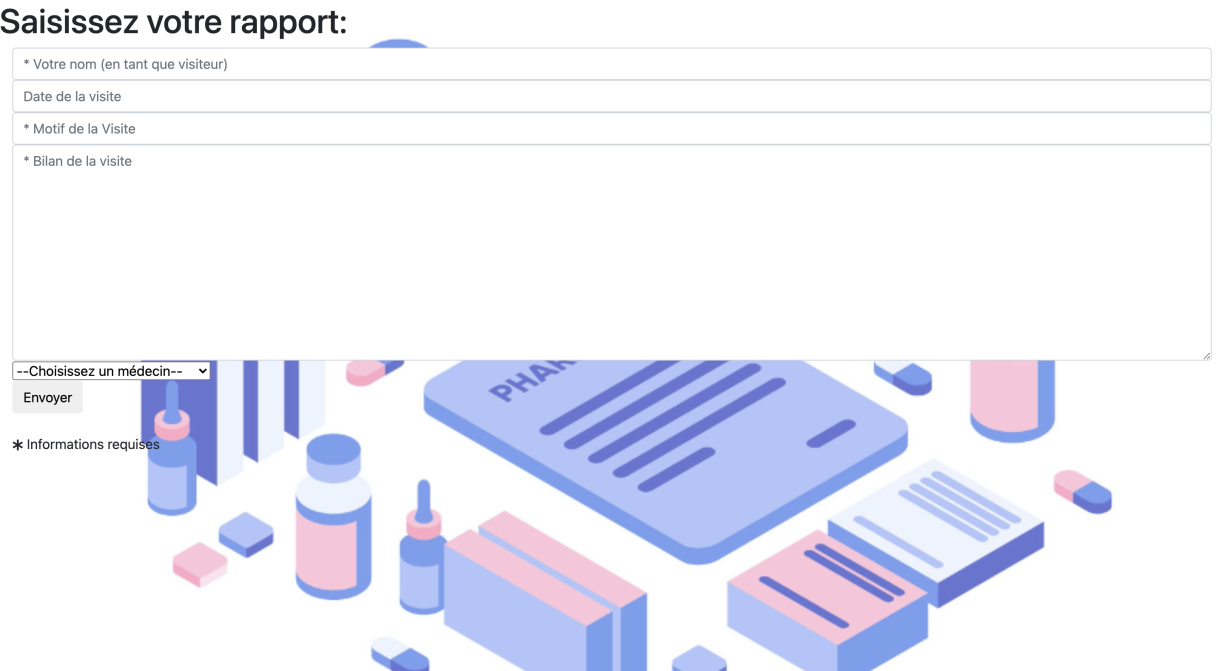 Saisissez votre rapport:
* Votre nom (en tant que visiteur)
Date de la visite
* Motif de la Visite
* Bilan de la visite
--Choisissez un médecin--
PHAR
Envoyer
* Informations requises